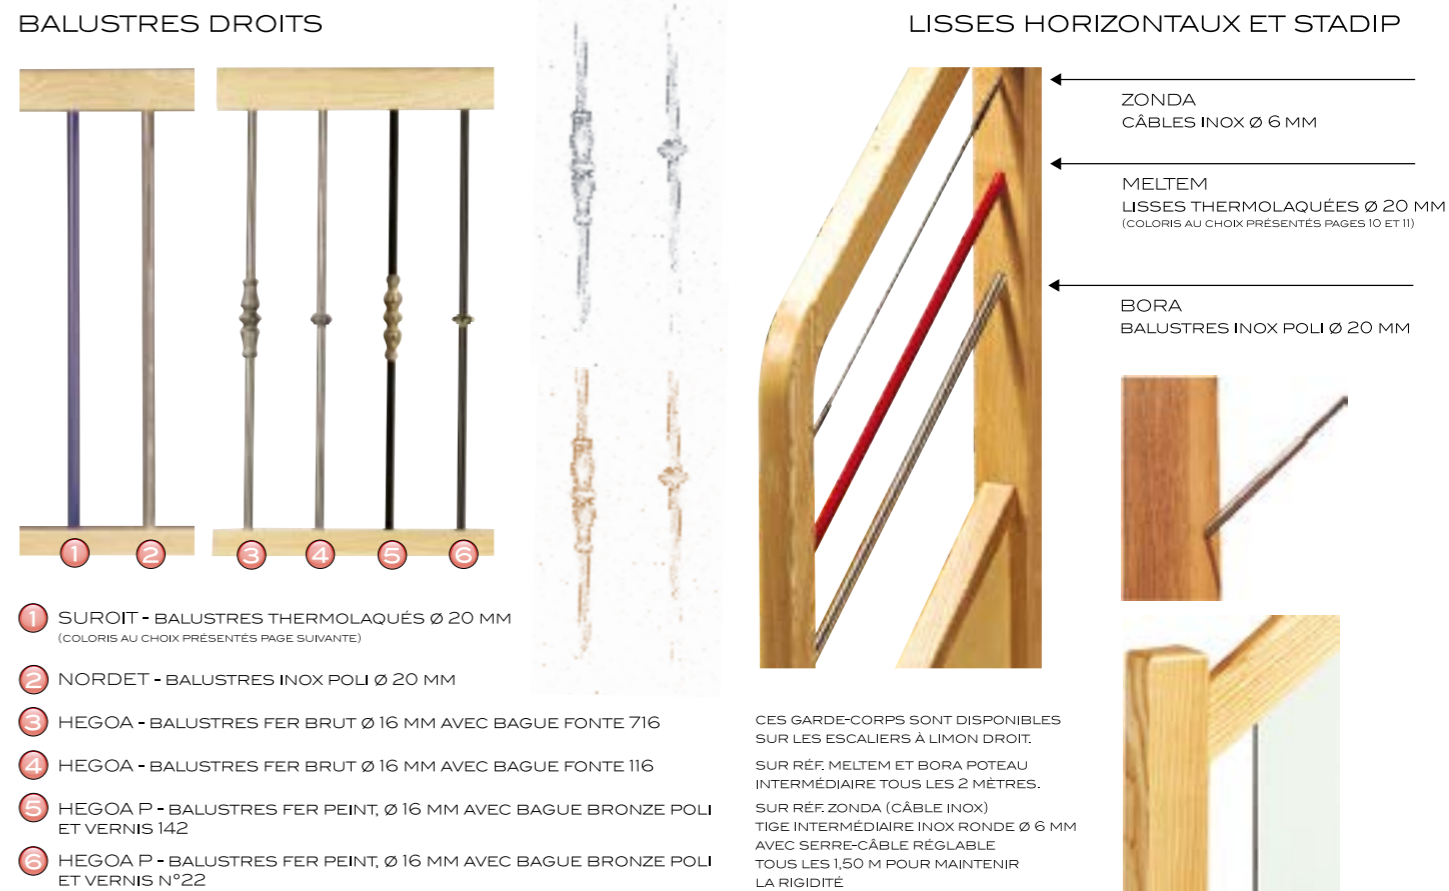 BALUSTRES DROITS
1
2
3
4
5
6
1 SUROIT - BALUSTRES THERMOLAQUÉS Ø 20 MM
(COLORIS AU CHOIX PRÉSENTÉS PAGE SUIVANTE)
2 NORDET - BALUSTRES INOX POLI Ø 20 MM
3 HEGOA - BALUSTRES FER BRUT Ø 16 MM AVEC BAGUE FONTE 716
4 HEGOA - BALUSTRES FER BRUT Ø 16 MM AVEC BAGUE FONTE 116
5 HEGOA P - BALUSTRES FER PEINT, Ø 16 MM AVEC BAGUE BRONZE POLI
ET VERNIS 142
6 HEGOA P - BALUSTRES FER PEINT, Ø 16 MM AVEC BAGUE BRONZE POLI
ET VERNIS N°22
LISSES HORIZONTAUX ET STADIP
ZONDA
CÂBLES INOX Ø 6 MM
MELTEM
LISSES THERMOLAQUÉES Ø 20 MM
(COLORIS AU CHOIX PRÉSENTÉS PAGES 10 ET 11)
BORA
BALUSTRES INOX POLI Ø 20 MM
CES GARDE-CORPS SONT DISPONIBLES
SUR LES ESCALIERS À LIMON DROIT.
SUR RÉF. MELTEM ET BORA POTEAU
INTERMÉDIAIRE TOUS LES 2 MÈTRES.
SUR RÉF. ZONDA (CÂBLE INOX)
TIGE INTERMÉDIAIRE INOX RONDE Ø 6 MM
AVEC SERRE-CÂBLE RÉGLABLE
TOUS LES 1,50 M POUR MAINTENIR
LA RIGIDITÉ